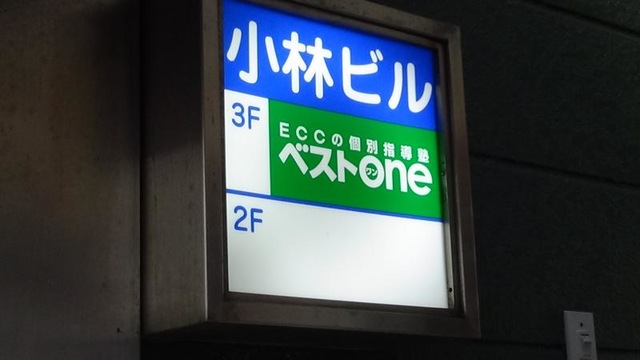 小林ビル
3F
ECCの個別指導塾
ベストone
ワン
2F